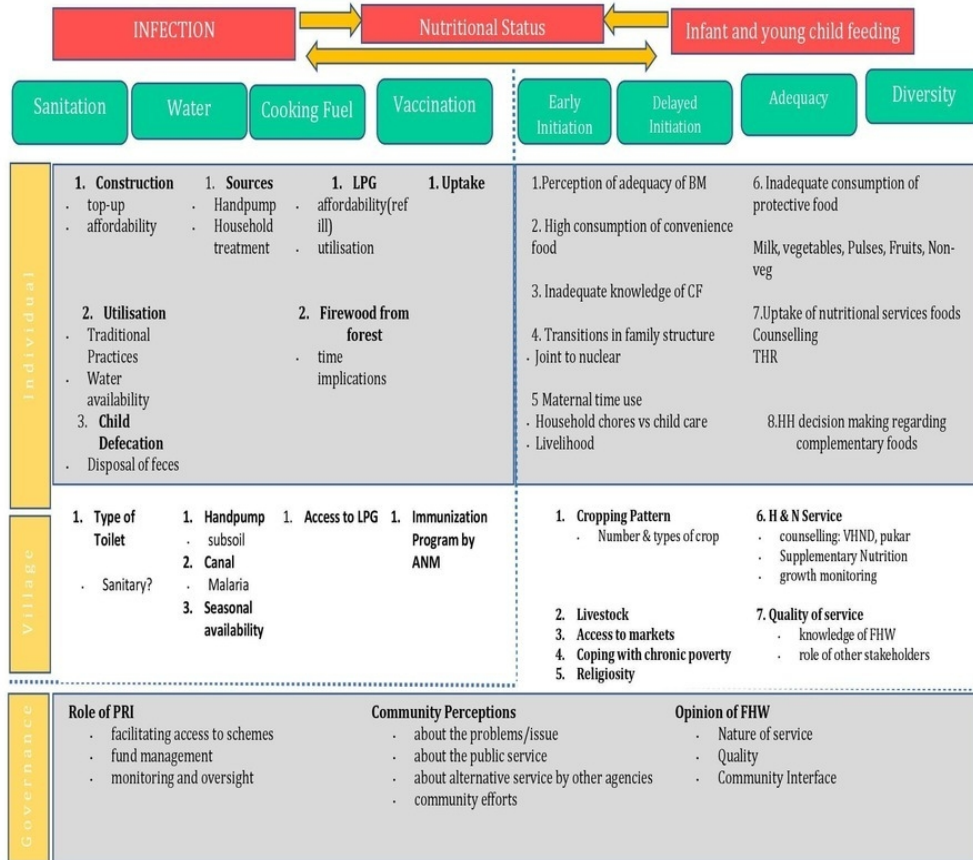 INFECTION
Nutritional Status
Infant and young child feeding
Sanitation
Water
Cooking Fuel
Vaccination
Early
Initiation
Delayed
Initiation
Adequacy
Diversity
Individual
1. Construction
· top-up
· affordability
2. Utilisation
· Traditional
Practices
· Water
availability
3. Child
Defecation
· Disposal of feces
1. Sources
· Handpump
· Household
treatment
1. LPG
· affordability(ref
ill)
· utilisation
2. Firewood from
forest
· time
implications
1. Uptake
1.Perception of adequacy of BM
2. High consumption of convenience
food
3. Inadequate knowledge of CF
4. Transitions in family structure
· Joint to nuclear
5 Maternal time use
· Household chores vs child care
· Livelihood
6. Inadequate consumption of
protective food
Milk, vegetables, Pulses, Fruits, Non-
veg
7.Uptake of nutritional services foods
Counselling
THR
8.HH decision making regarding
complementary foods
Village
1. Type of
Toilet
· Sanitary?
1. Handpump
· subsoil
2. Canal
· Malaria
3. Seasonal
availability
1. Access to LPG
1. Immunization
Program by
ANM
1. Cropping Pattern
· Number & types of crop
2. Livestock
3. Access to markets
4. Coping with chronic poverty
5. Religiosity
6. H & N Service
· counselling: VHND, pukar
· Supplementary Nutrition
· growth monitoring
7. Quality of service
· knowledge of FHW
· role of other stakeholders
Governance
Role of PRI
· facilitating access to schemes
· fund management
· monitoring and oversight
Community Perceptions
· about the problems/issue
· about the public service
· about alternative service by other agencies
· community efforts
Opinion of FHW
· Nature of service
· Quality
· Community Interface